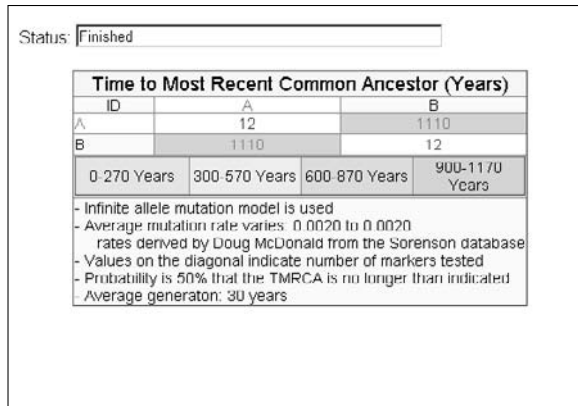 Status: Finished
Time to Most Recent Common Ancestor (Years)
ID A B
A 12 1110
B 1110 12
0-270 Years 300-570 Years 600-870 Years 900-1170 Years
- Infinite allele mutation model is used
- Average mutation rate varies: 0.0020 to 0.0020
rates derived by Doug McDonald from the Sorenson database
- Values on the diagonal indicate number of markers tested
- Probability is 50% that the TMRCA is no longer than indicated
- Average generaton: 30 years